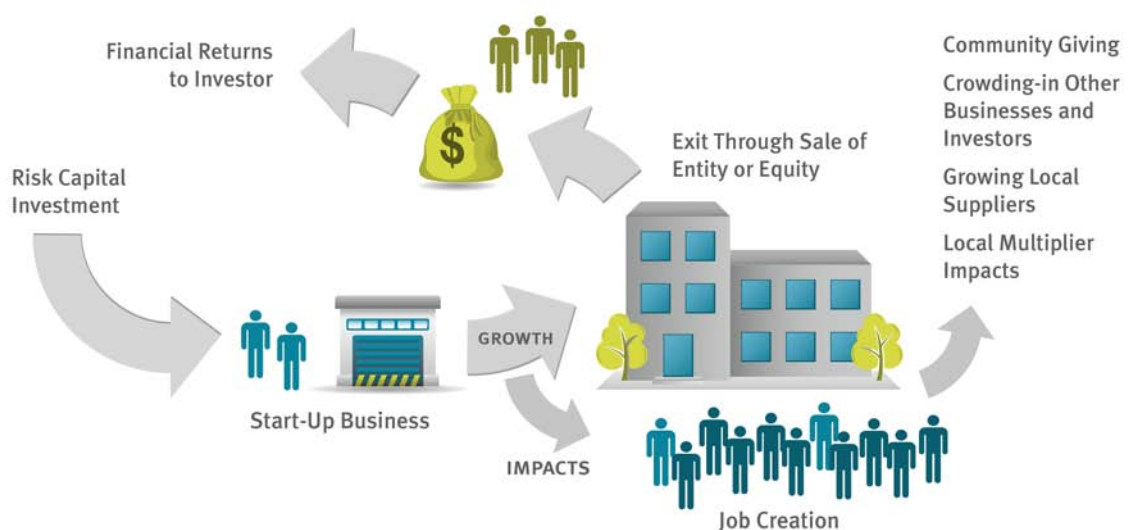 Financial Returns
to Investor
Risk Capital
Investment
$
Exit Through Sale of
Entity or Equity
Community Giving
Crowding-in Other
Businesses and
Investors
Growing Local
Suppliers
Local Multiplier
Impacts
GROWTH
Start-Up Business
IMPACTS
Job Creation